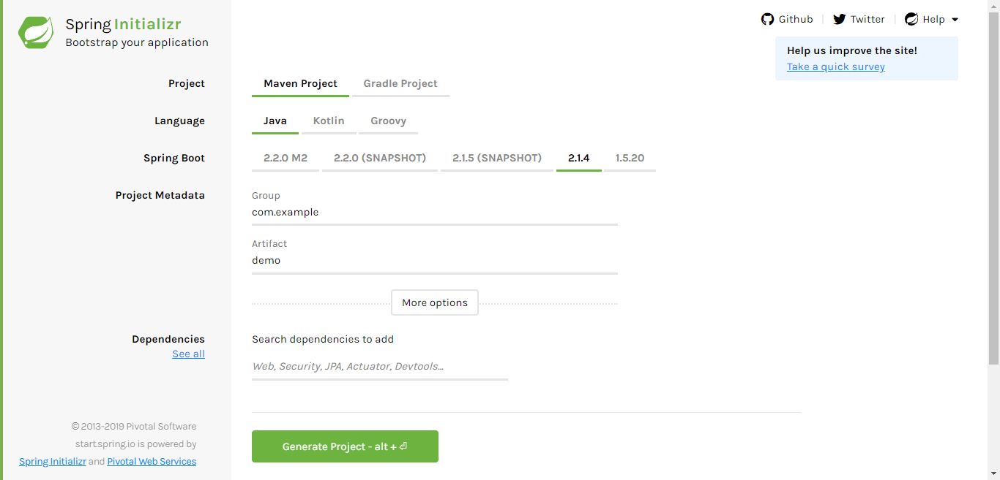 Spring Initializr
Bootstrap your application
Github
Twitter
Help
Help us improve the site!
Take a quick survey
Project
Maven Project
Gradle Project
Language
Java
Kotlin
Groovy
Spring Boot
2.2.0 M2
2.2.0 (SNAPSHOT)
2.1.5 (SNAPSHOT)
2.1.4
1.5.20
Project Metadata
Group
com.example
Artifact
demo
More options
Dependencies
See all
Search dependencies to add
Web, Security, JPA, Actuator, Devtools...
© 2013-2019 Pivotal Software
start.spring.io is powered by
Spring Initializr and Pivotal Web Services
Generate Project - alt + ⏎